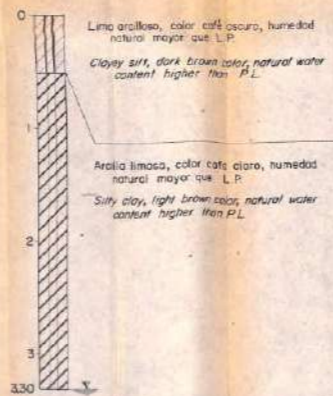 0
Limo arcilloso, color café oscuro, humedad
natural mayor que L.P.
Clayey silt, dark brown color, natural water
content higher than P.L.
1
Arcilla limosa, color café claro, humedad
natural mayor que L.P.
Silty clay, light brown color, natural water
content higher than P.L.
2
3
3.30